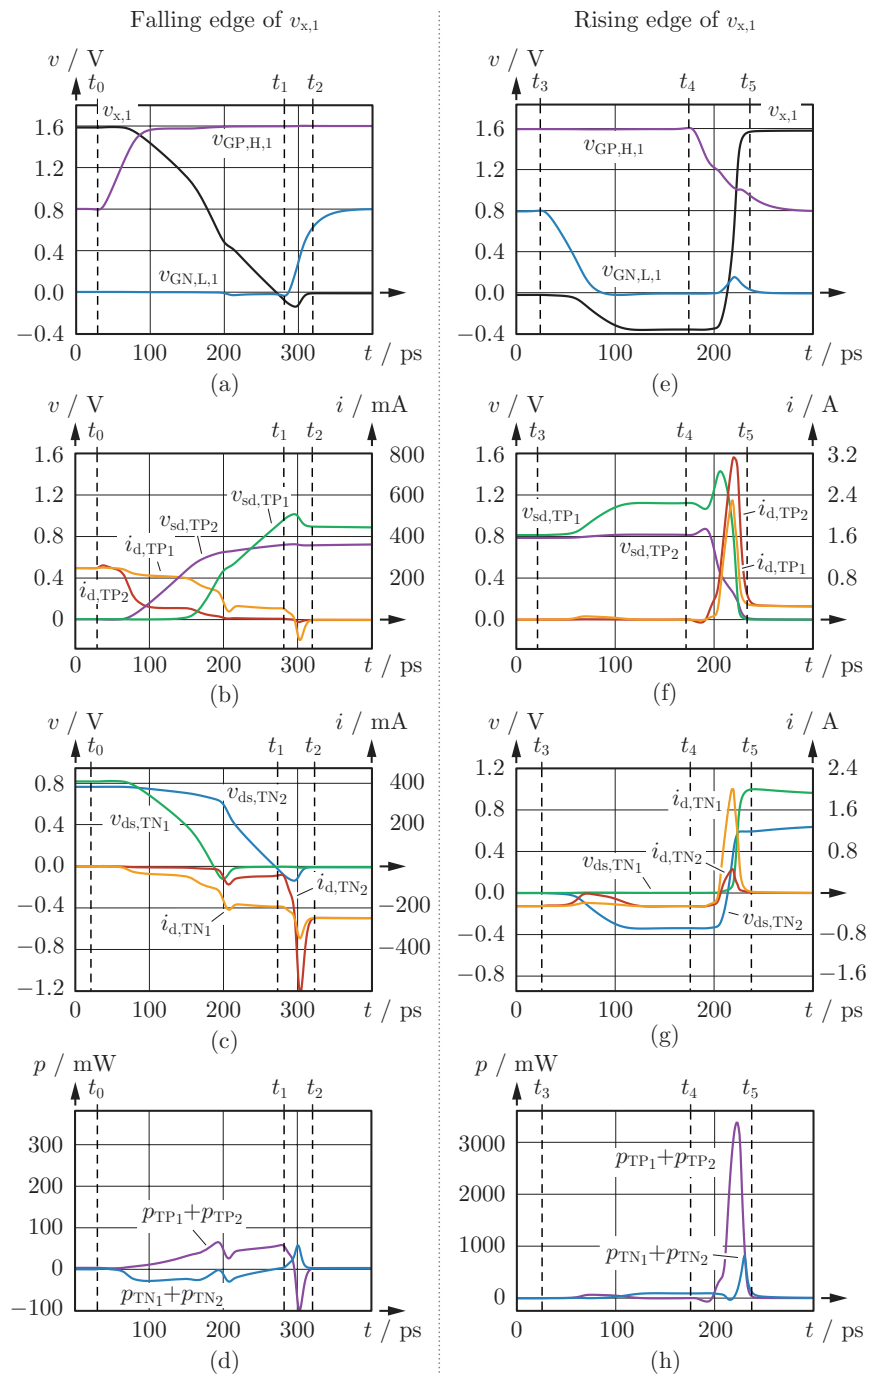 Falling edge of vx,1
v / V
t0 t1 t2
vx,1
1.6
vGP,H,1
1.2
0.8
0.4
vGN,L,1
0.0
−0.4
0 100 200 300 t / ps
(a)
v / V i / mA
t0 t1 t2
1.6 800
1.2 600
vsd,TP1
vsd,TP2
0.8 400
id,TP1
0.4 200
id,TP2
0 0
0 100 200 300 t / ps
(b)
v / V i / mA
t0 t1 t2
0.8 400
vds,TN2
vds,TN1
0.4 200
0.0 0
id,TN2
−0.4 −200
id,TN1
−0.8 −400
−1.2
0 100 200 300 t / ps
(c)
p / mW
t0 t1 t2
300
200
100
pTP1+pTP2
0
pTN1+pTN2
−100
100 200 300 t / ps
(d)
Rising edge of vx,1
v / V
t3 t4 t5
vx,1
1.6
vGP,H,1
1.2
0.8
0.4
vGN,L,1
0.0
−0.4
0 100 200 t / ps
(e)
v / V i / A
t3 t4 t5
1.6 3.2
1.2 2.4
vsd,TP1
id,TP2
0.8 1.6
vsd,TP2
id,TP1
0.4 0.8
0 0
0 100 200 t / ps
(f)
v / V i / A
t3 t4 t5
1.2 2.4
id,TN1
0.8 1.6
id,TN2
0.4 0.8
vds,TN1
0.0 0
vds,TN2
−0.4 −0.8
−0.8 −1.6
0 100 200 t / ps
(g)
p / mW
t3 t4 t5
3000
pTP1+pTP2
2000
pTN1+pTN2
1000
0
0 100 200 t / ps
(h)